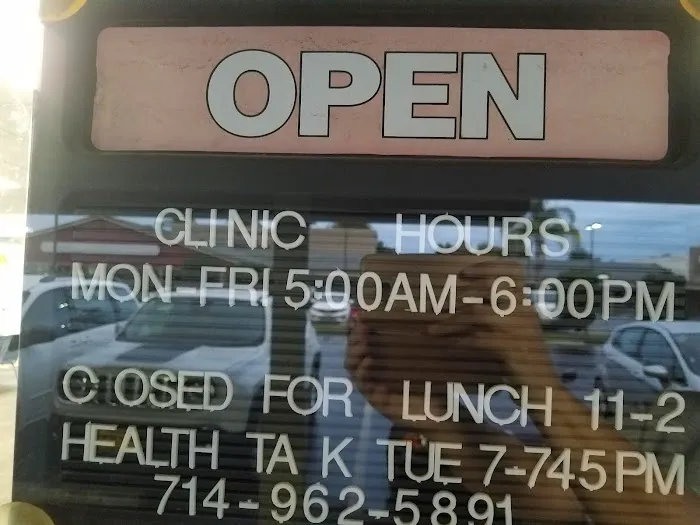 OPEN
CLINIC HOURS
MON-FRI 5:00AM-6:00PM
C OSED FOR LUNCH 11-2
HEALTH TA K TUE 7-745PM
714-962-5891